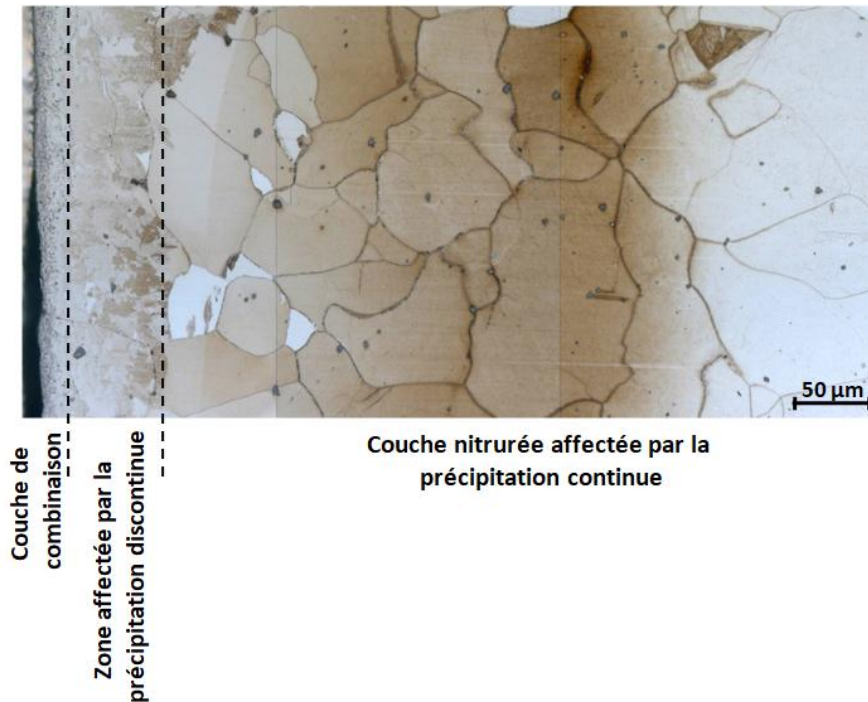 50 µm
Couche de
combinaison
Zone affectée par la
précipitation discontinue
Couche nitrurée affectée par la
précipitation continue